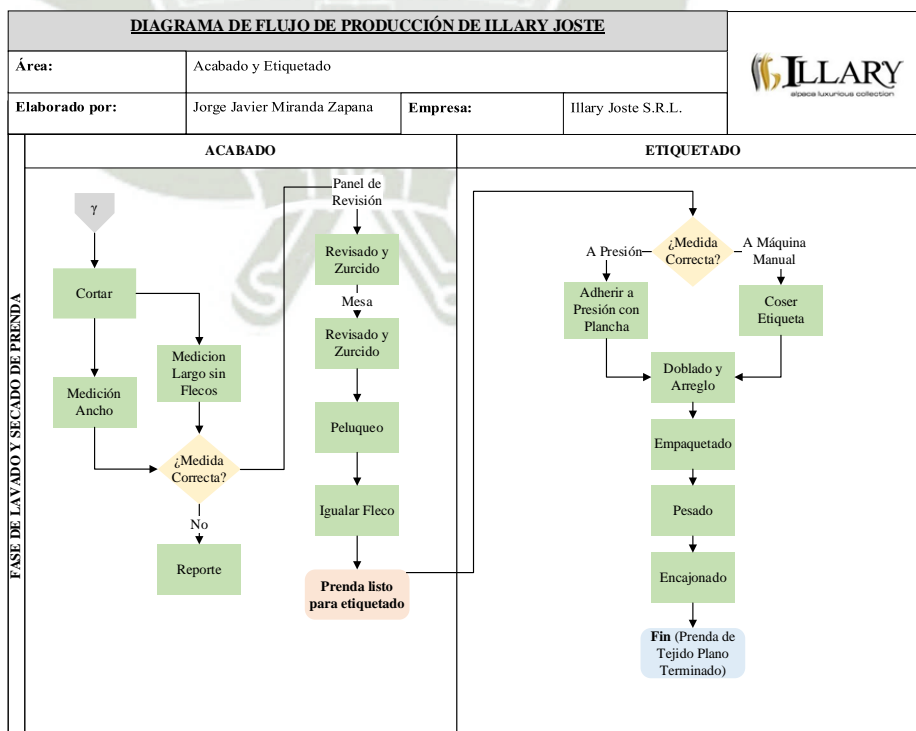 DIAGRAMA DE FLUJO DE PRODUCCIÓN DE ILLARY JOSTE
Área:
Acabado y Etiquetado
Elaborado por:
Jorge Javier Miranda Zapana
Empresa:
Illary Joste S.R.L.
ILLARY
alpaca luxurious collection
FASE DE LAVADO Y SECADO DE PRENDA
ACABADO
γ
Cortar
Medición
Ancho
Medicion
Largo sin
Flecos
¿Medida
Correcta?
No
Reporte
Panel de
Revisión
Revisado y
Zurcido
Mesa
Revisado y
Zurcido
Peluqueo
Igualar Fleco
Prenda listo
para etiquetado
ETIQUETADO
¿Medida
Correcta?
A Presión
A Máquina
Manual
Adherir a
Presión con
Plancha
Coser
Etiqueta
Doblado y
Arreglo
Empaquetado
Pesado
Encajonado
Fin (Prenda de
Tejido Plano
Terminado)